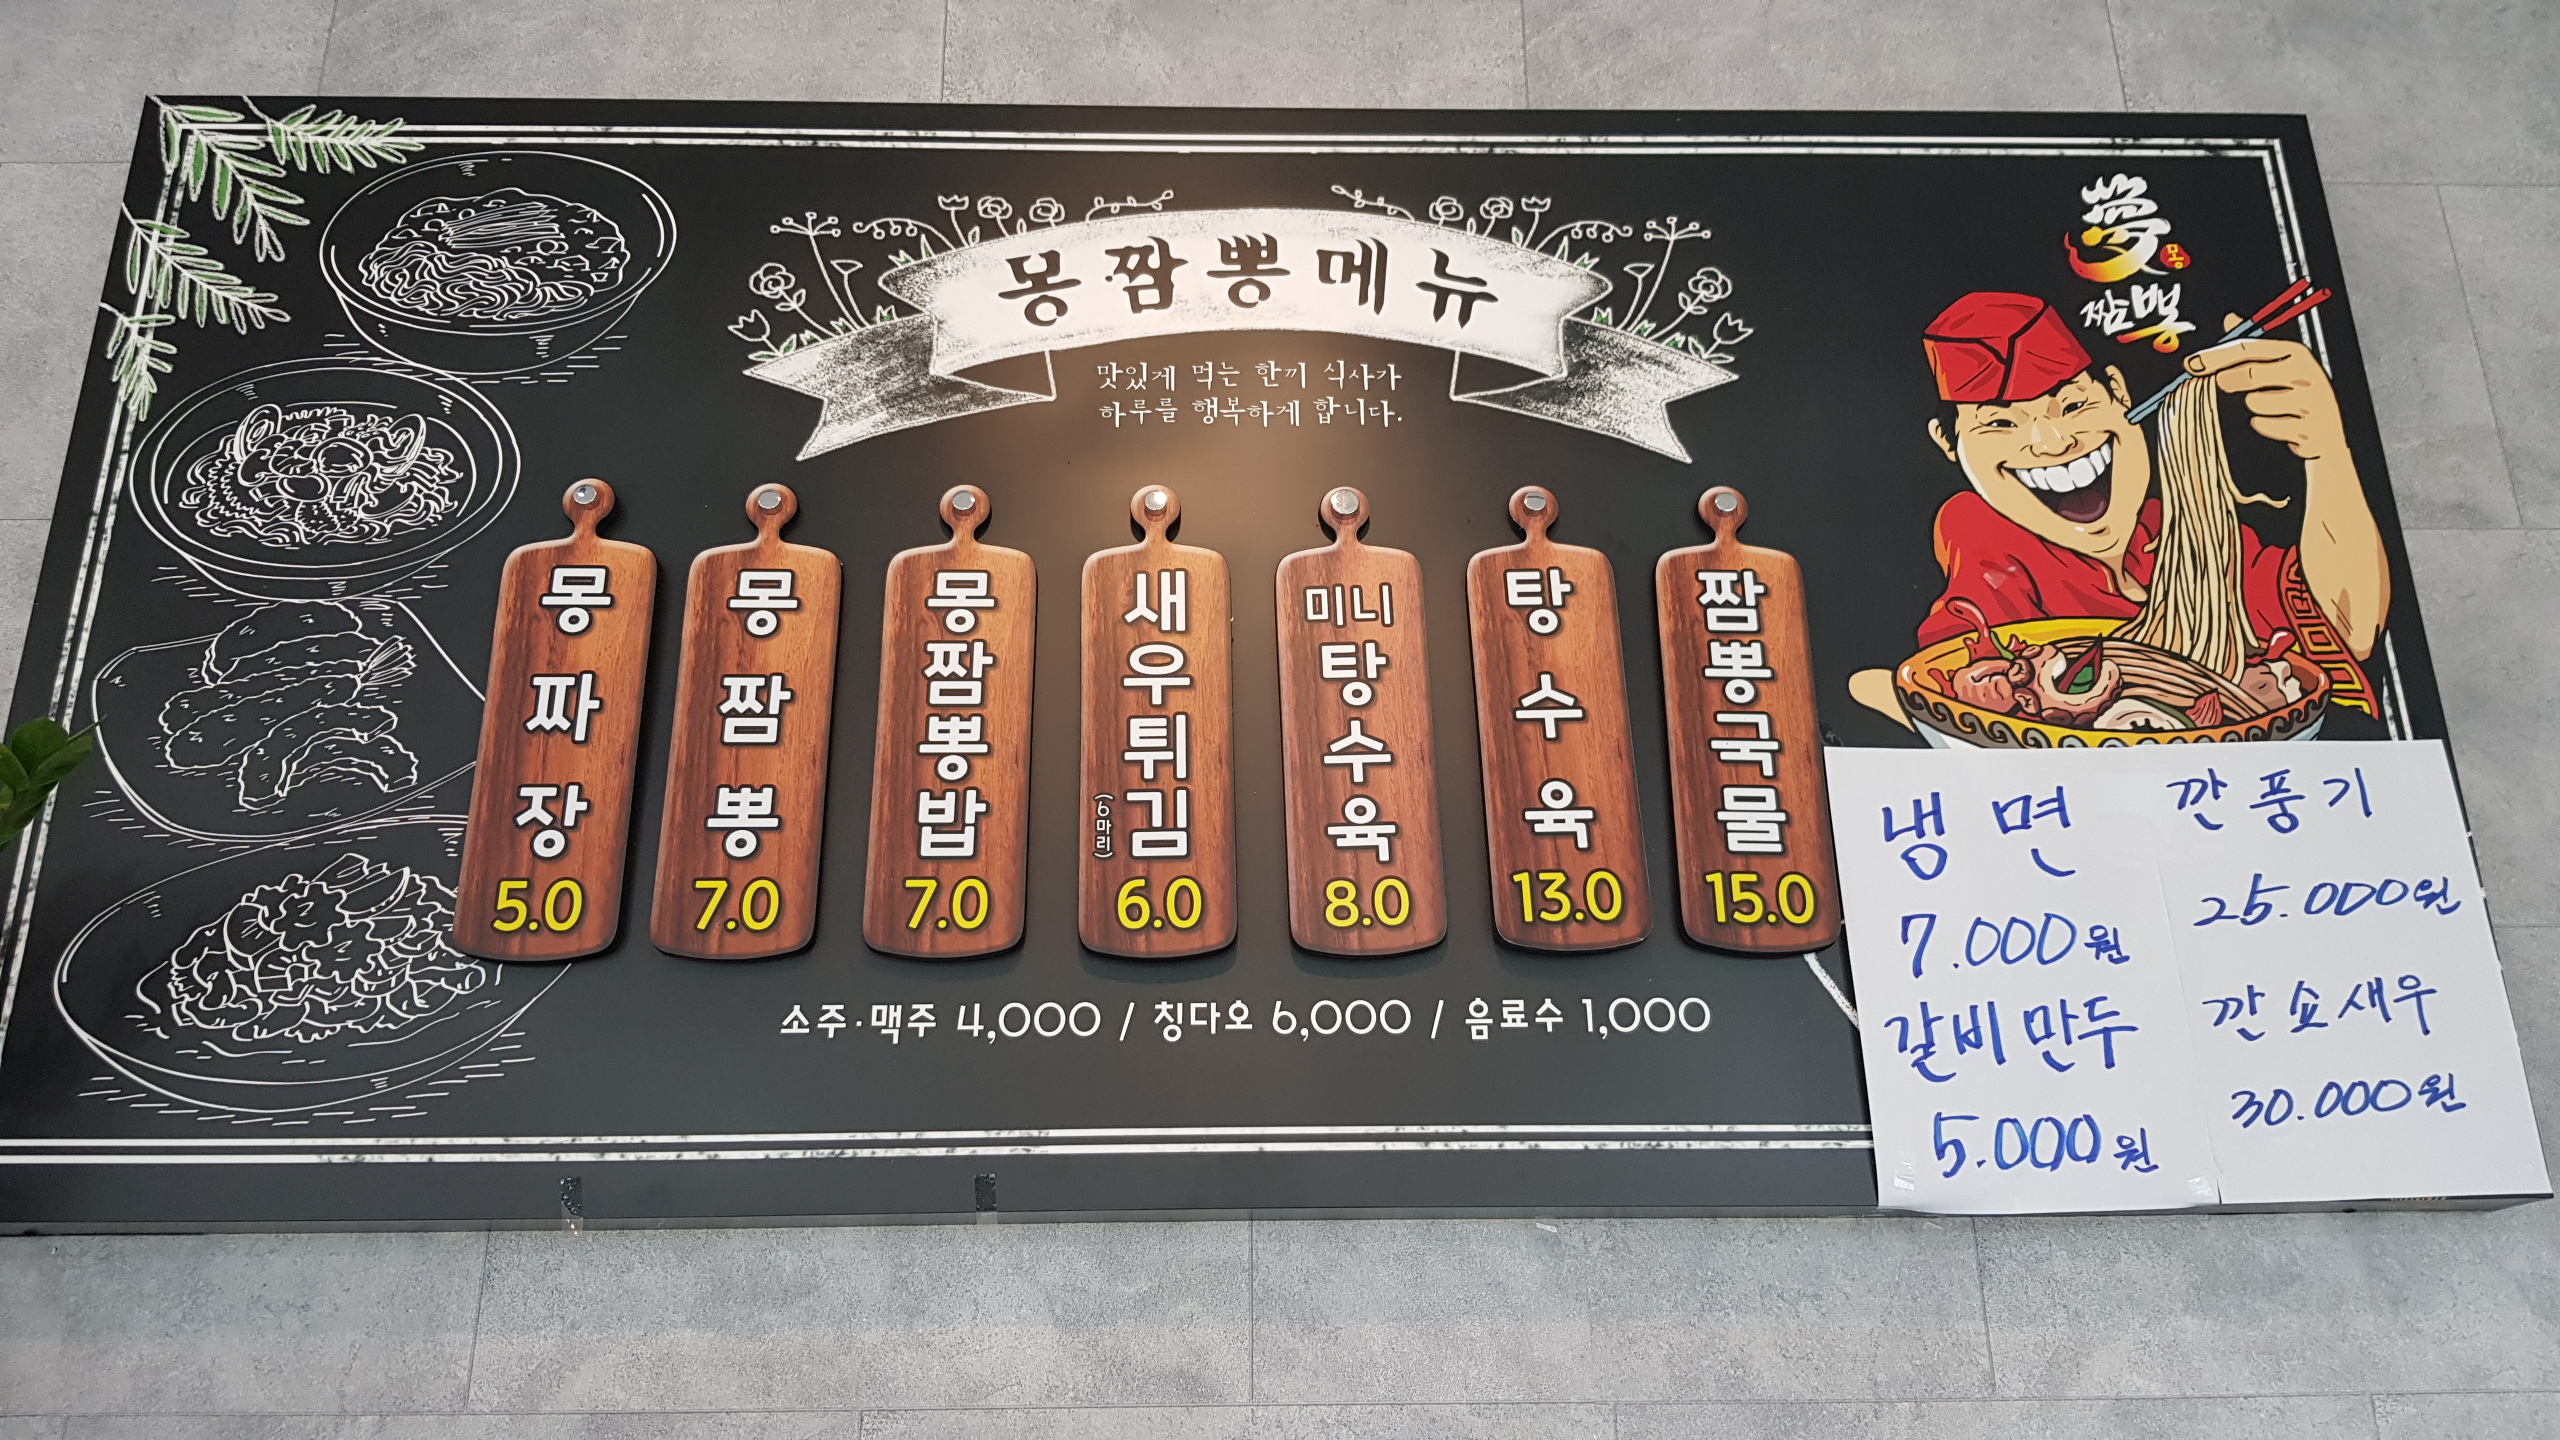 몽짬뽕메뉴
맛있게 먹는 한끼 식사가
하루를 행복하게 합니다.
夢
몽
짬뽕
몽짜장
5.0
몽짬뽕
7.0
몽짬뽕밥
7.0
새우튀김
(6마리)
6.0
미니
탕수육
8.0
탕수육
13.0
짬뽕국물
15.0
소주·맥주 4,000 / 칭다오 6,000 / 음료수 1,000
냉면
7.000원
갈비만두
5.000원
깐풍기
25.000원
깐쇼새우
30.000원